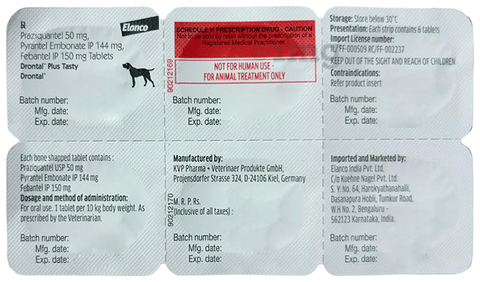 ℞
Elanco
Praziquantel 50 mg,
Pyrantel Embonate IP 144 mg,
Febantel IP 150 mg Tablets
Drontal Plus Tasty
Drontal
Batch number:
Mfg. date:
Exp. date:
SCHEDULE H PRESCRIPTION DRUG - CAUTION
Not to be sold by retail without the prescription of a
Registered Medical Practitioner.
NOT FOR HUMAN USE -
FOR ANIMAL TREATMENT ONLY
90212169
Batch number:
Mfg. date:
Exp. date:
Storage: Store below 30°C
Presentation: Each strip contains 6 tablets
Import License number:
KEEP OUT OF THE SIGHT AND REACH OF CHILDREN
Contraindications:
Refer product insert
Batch number:
Mfg. date:
Exp. date:
Each bone shapped tablet contains :
Praziquantel USP 50 mg
Pyrantel Embonate IP 144 mg
Febantel IP 150 mg
Dosage and method of administration:
For oral use. 1 tablet per 10 kg body weight. As
prescribed by the Veterinarian.
Batch number:
Mfg. date:
Exp. date:
Manufactured by:
KVP Pharma + Veterinaer Produkte GmbH,
Projensdorfer Strasse 324, D-24106 Kiel, Germany
90212170
M. R. P. Rs.
(Inclusive of all taxes) :
Batch number:
Mfg. date:
Exp. date:
Imported and Marketed by:
Elanco India Pvt. Ltd.
C/o Kuehne Nagel Pvt. Ltd.
S. Y. No. 64, Harokyathanahalli,
Dasanapura Hobli, Tumkur Road,
W.H No. 2, Bengaluru -
562123 Karnataka, India.
Batch number:
Mfg. date:
Exp. date: